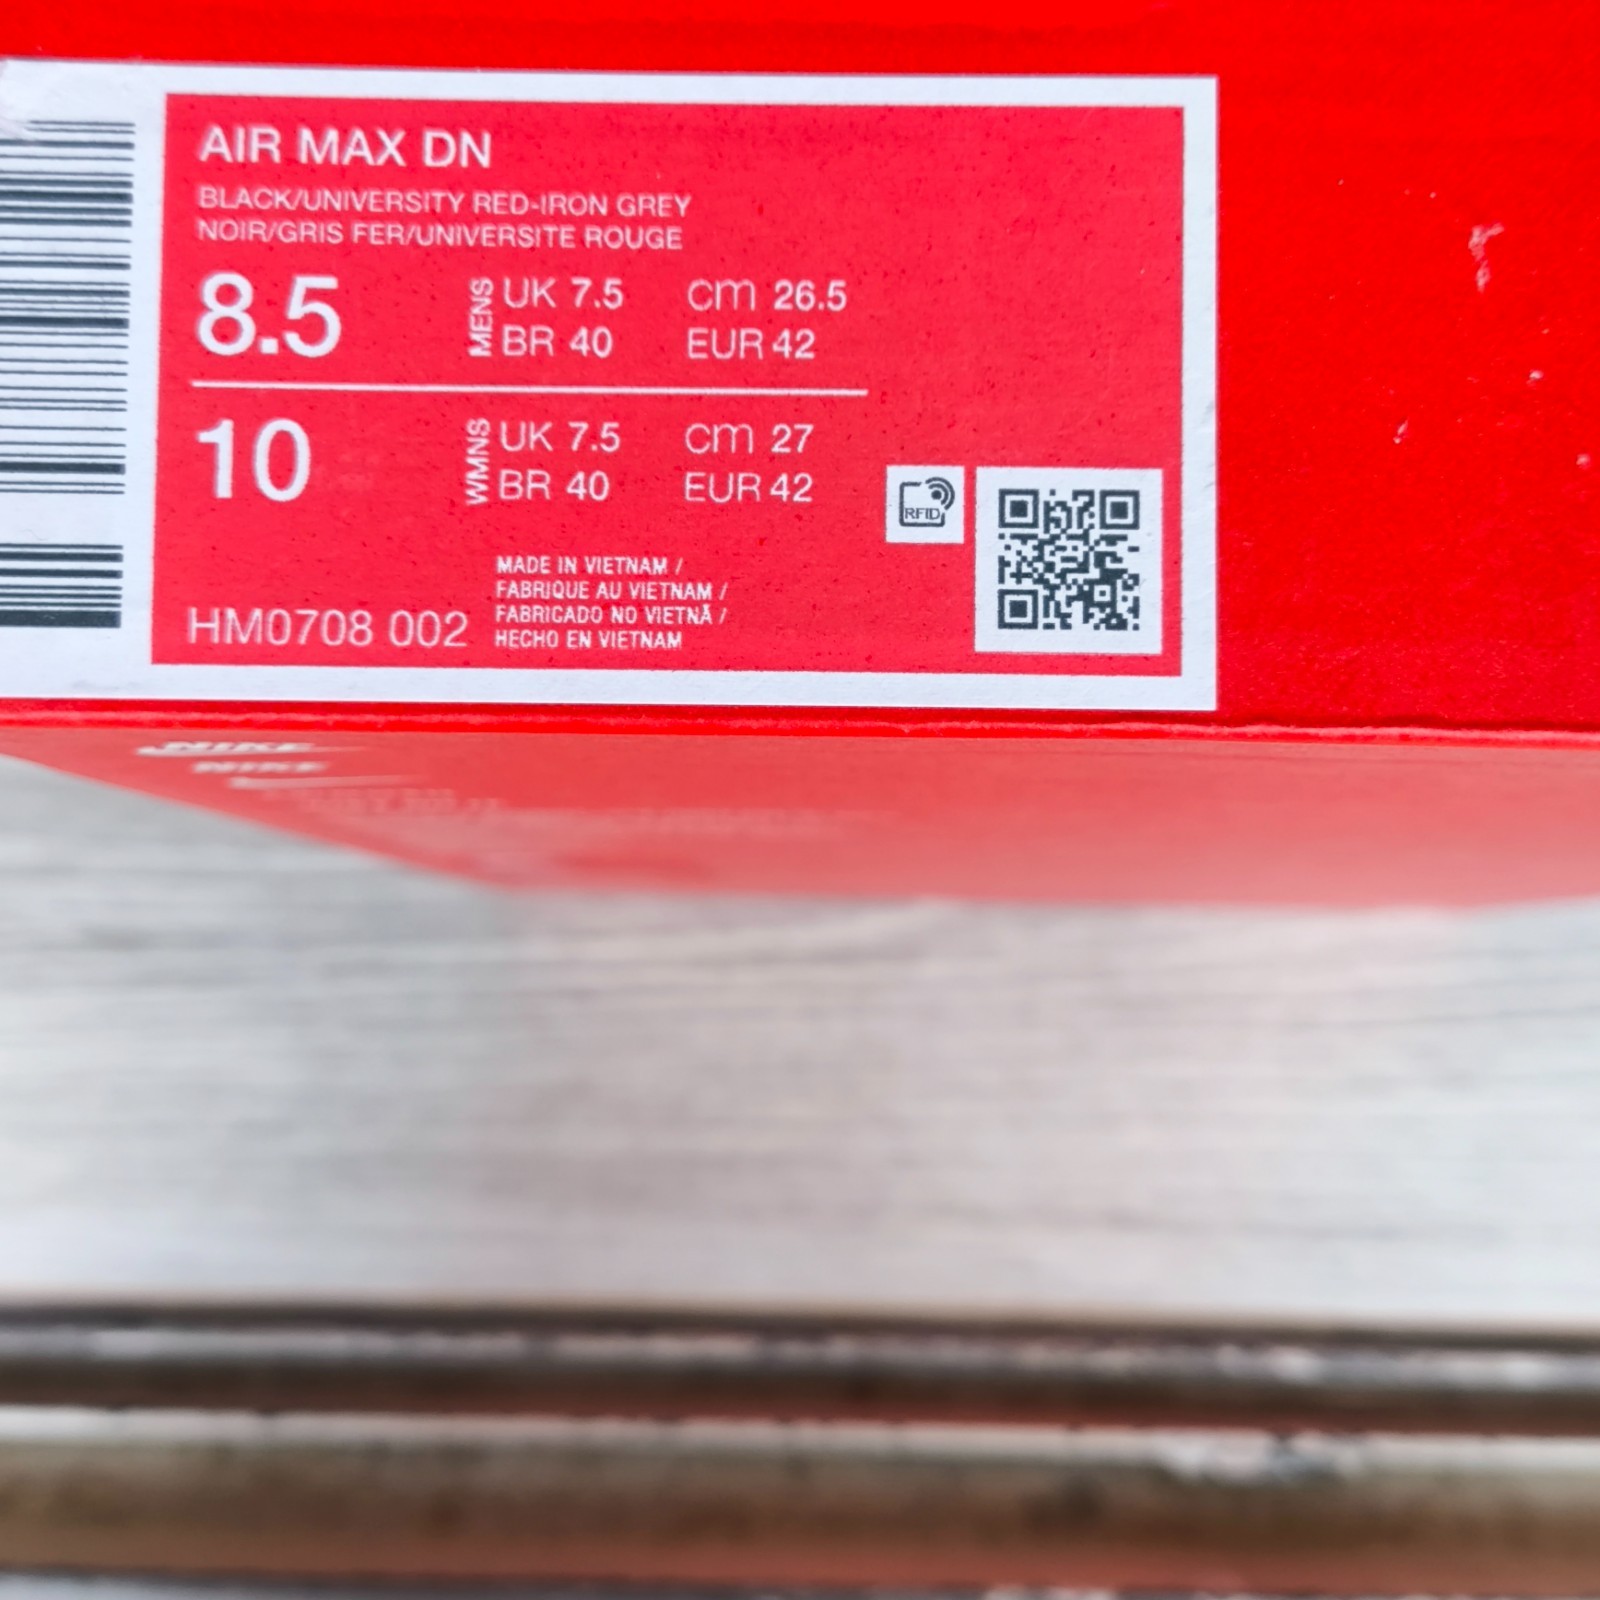 AIR MAX DN
BLACK/UNIVERSITY RED-IRON GREY
NOIR/GRIS FER/UNIVERSITE ROUGE
8.5 MENS UK 7.5 cm 26.5
BR 40 EUR 42
10 WMNS UK 7.5 cm 27
BR 40 EUR 42
RFID
MADE IN VIETNAM /
FABRIQUE AU VIETNAM /
FABRICADO NO VIETNÃ /
HECHO EN VIETNAM
HM0708 002
NIKE
NIKE